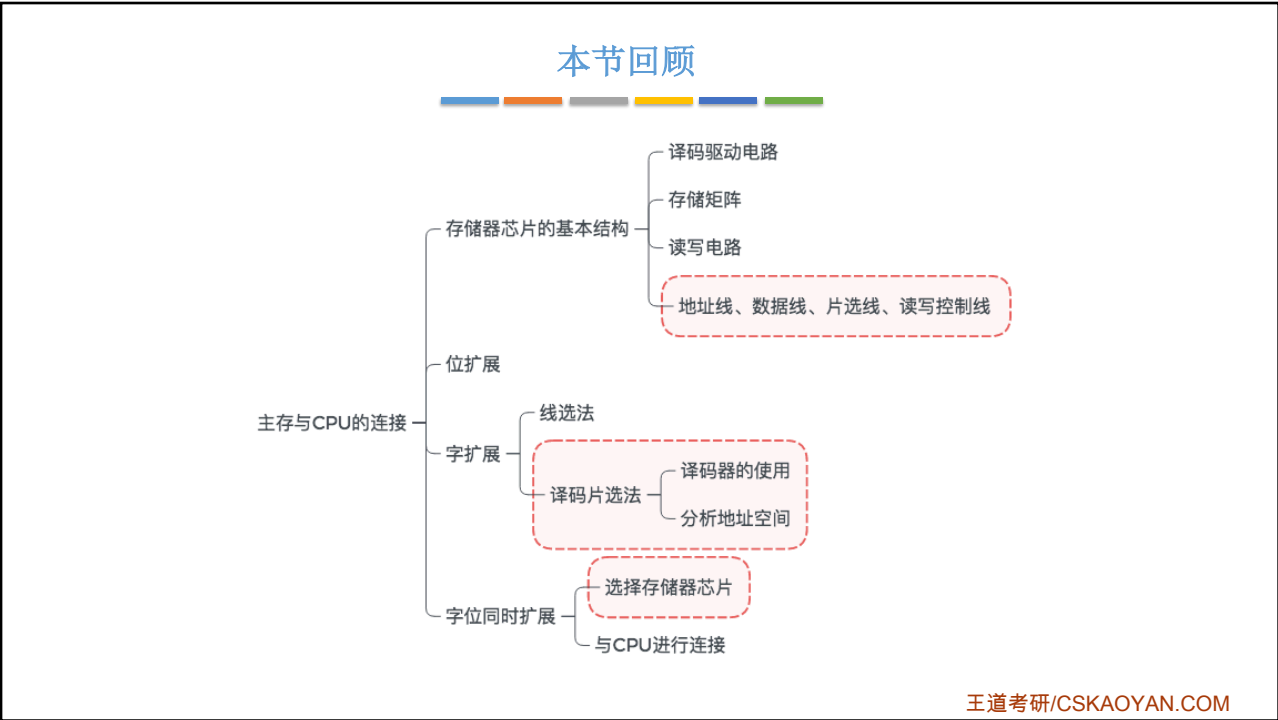 本节回顾
译码驱动电路
存储矩阵
存储器芯片的基本结构
读写电路
地址线、数据线、片选线、读写控制线
位扩展
主存与CPU的连接
线选法
字扩展
译码器的使用
译码片选法
分析地址空间
选择存储器芯片
字位同时扩展
与CPU进行连接
王道考研/CSKAOYAN.COM